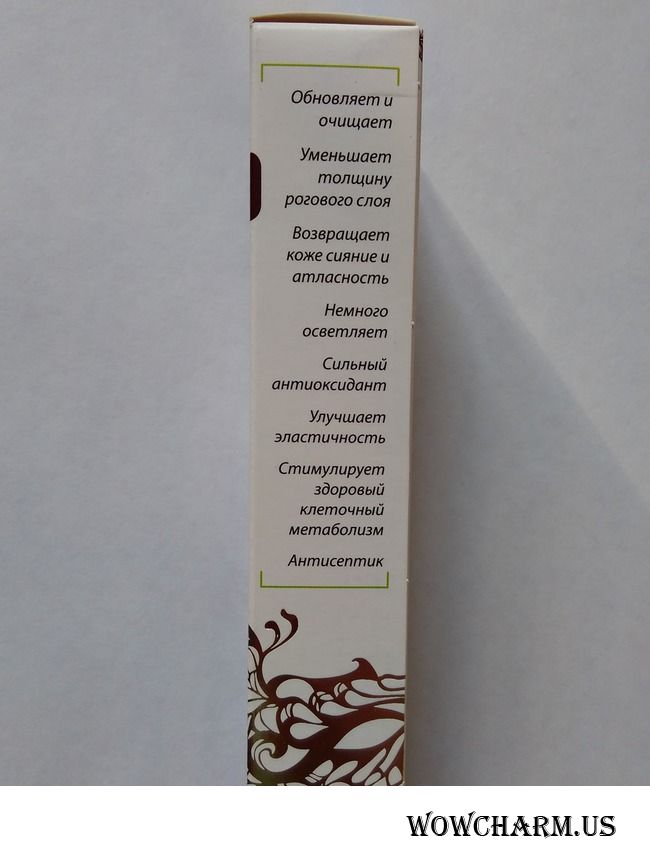 Обновляет и
очищает
Уменьшает
толщину
рогового слоя
Возвращает
коже сияние и
атласность
Немного
осветляет
Сильный
антиоксидант
Улучшает
эластичность
Стимулирует
здоровый
клеточный
метаболизм
Антисептик
WOWCHARM.US